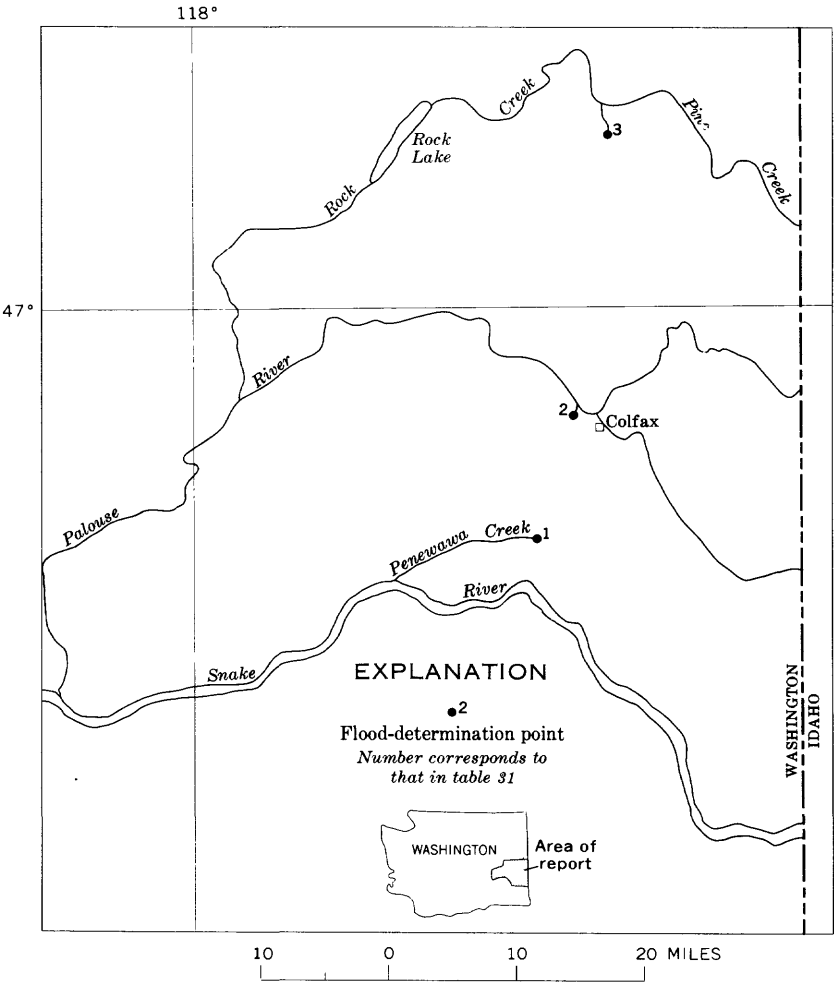 118°
Creek
Pine
3
Rock
Lake
Creek
Rock
47°
River
2
Colfax
Palouse
Penewawa Creek
1
River
Snake
WASHINGTON
IDAHO
EXPLANATION
2
Flood-determination point
Number corresponds to
that in table 31
WASHINGTON
Area of
report
10 0 10 20 MILES